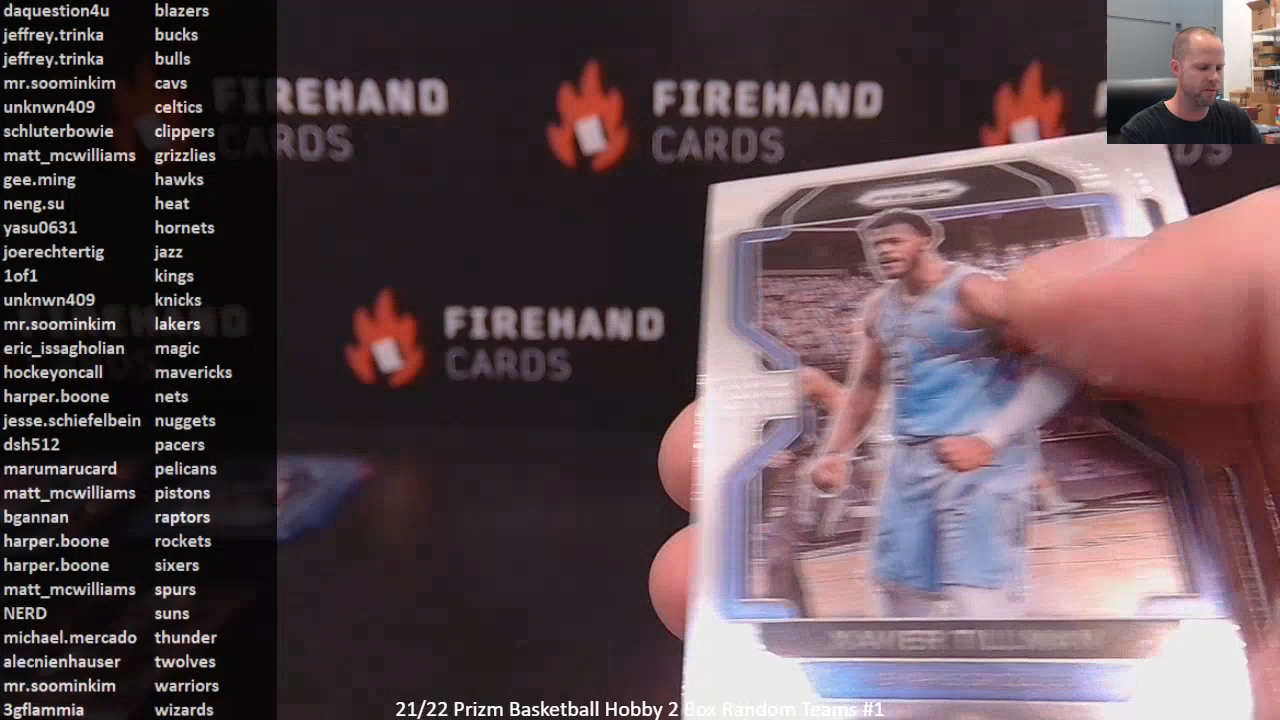 daquestion4u blazers
jeffrey.trinka bucks
jeffrey.trinka bulls
mr.soominkim cavs
unknwn409 celtics
schluterbowie clippers
matt_mcwilliams grizzlies
gee.ming hawks
neng.su heat
yasu0631 hornets
joerechtertig jazz
1of1 kings
unknwn409 knicks
mr.soominkim lakers
eric_issagholian magic
hockeyoncall mavericks
harper.boone nets
jesse.schiefelbein nuggets
dsh512 pacers
marumarucard pelicans
matt_mcwilliams pistons
bgannan raptors
harper.boone rockets
harper.boone sixers
matt_mcwilliams spurs
NERD suns
michael.mercado thunder
alecnienhauser twolves
mr.soominkim warriors
3gflammia wizards
FIREHAND
CARDS
FIREHAND
CARDS
FIREHAND
CARDS
XAVIER TILLMAN
21/22 Prizm Basketball Hobby 2 Box Random Teams #1